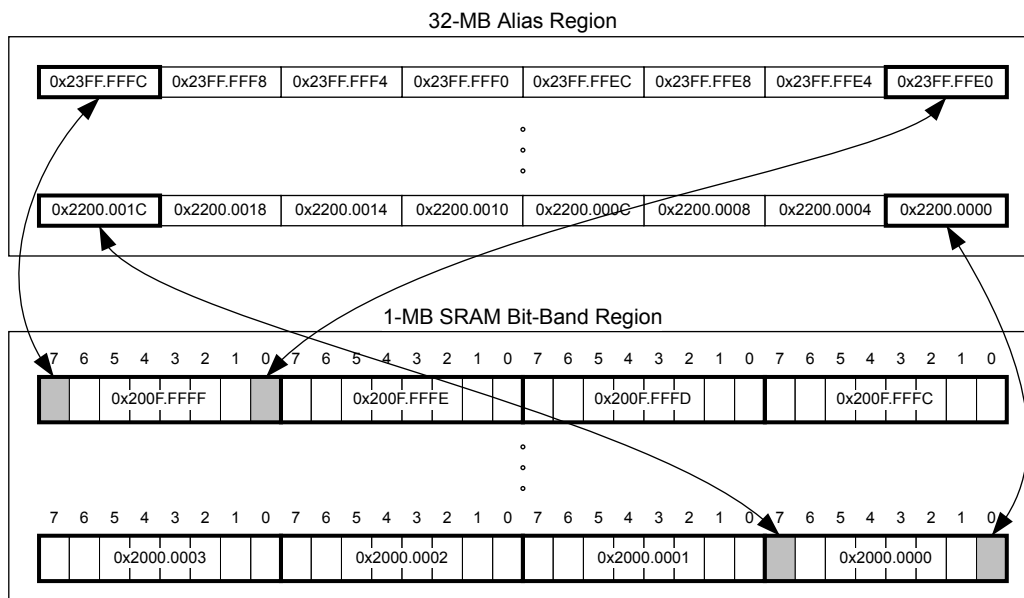 32-MB Alias Region
0x23FF.FFFC 0x23FF.FFF8 0x23FF.FFF4 0x23FF.FFF0 0x23FF.FFEC 0x23FF.FFE8 0x23FF.FFE4 0x23FF.FFE0
0x2200.001C 0x2200.0018 0x2200.0014 0x2200.0010 0x2200.000C 0x2200.0008 0x2200.0004 0x2200.0000
1-MB SRAM Bit-Band Region
7 6 5 4 3 2 1 0 7 6 5 4 3 2 1 0 7 6 5 4 3 2 1 0 7 6 5 4 3 2 1 0
0x200F.FFFF 0x200F.FFFE 0x200F.FFFD 0x200F.FFFC
7 6 5 4 3 2 1 0 7 6 5 4 3 2 1 0 7 6 5 4 3 2 1 0 7 6 5 4 3 2 1 0
0x2000.0003 0x2000.0002 0x2000.0001 0x2000.0000